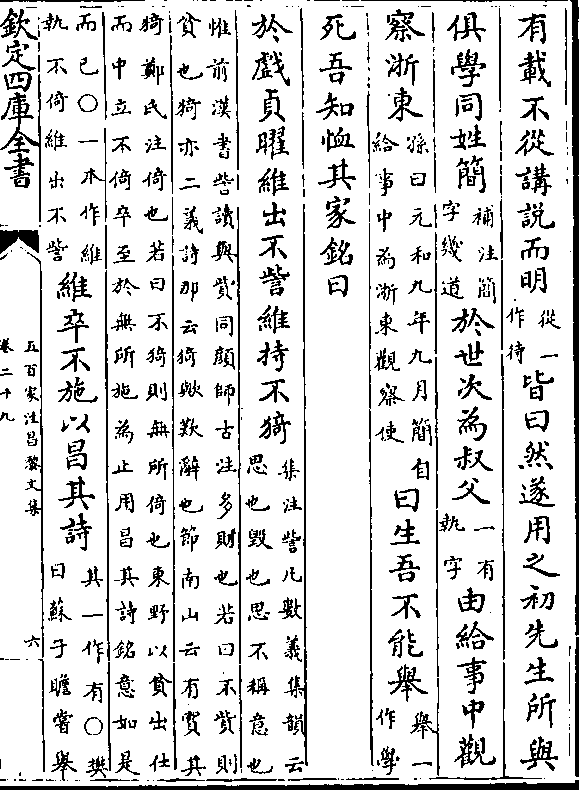 有載不從講説而明從一作待皆曰然遂用之初先生所與
俱學同姓簡補注簡字幾道於世次為叔父一有孰字由給事中觀
察浙東孫曰元和九年九月簡自給事中為浙東觀察使曰生吾不能舉舉一作學
死吾知恤其家銘曰
於戲貞曜維出不訾維持不猗集注訾凡數義集韻云思也毁也思不稱意也
惟前漢書訾讀與貲同顔師古注多財也若曰不貲則貧也猗亦二義詩那云猗歟歎辭也節南山云有實其
猗鄭氏注倚也若曰不猗則無所倚也東野以貧出仕而中立不倚卒至於無所施為止用昌其詩銘意如是
而已○一本作維執不倚維出不訾維卒不施以昌其詩其一作有○樊曰蘇子瞻嘗舉
欽定四庫全書
五百家注昌黎文集
卷二十九
六